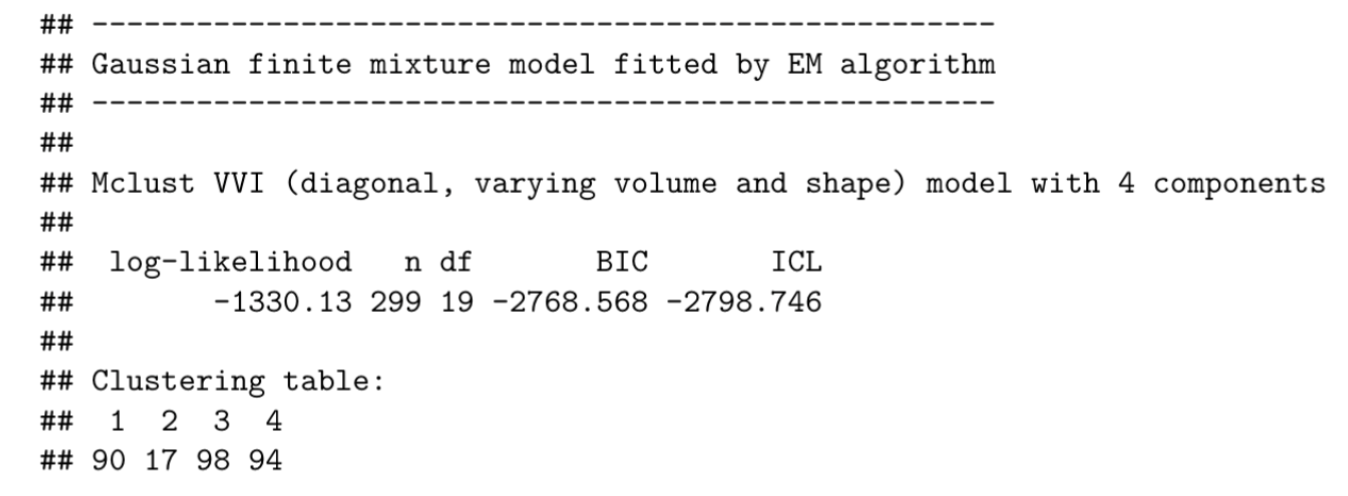 ## ----------------------------------------------------
## Gaussian finite mixture model fitted by EM algorithm
## ----------------------------------------------------
##
## Mclust VVI (diagonal, varying volume and shape) model with 4 components
##
##  log-likelihood   n df       BIC       ICL
##        -1330.13 299 19 -2768.568 -2798.746
##
## Clustering table:
##  1  2  3  4
## 90 17 98 94